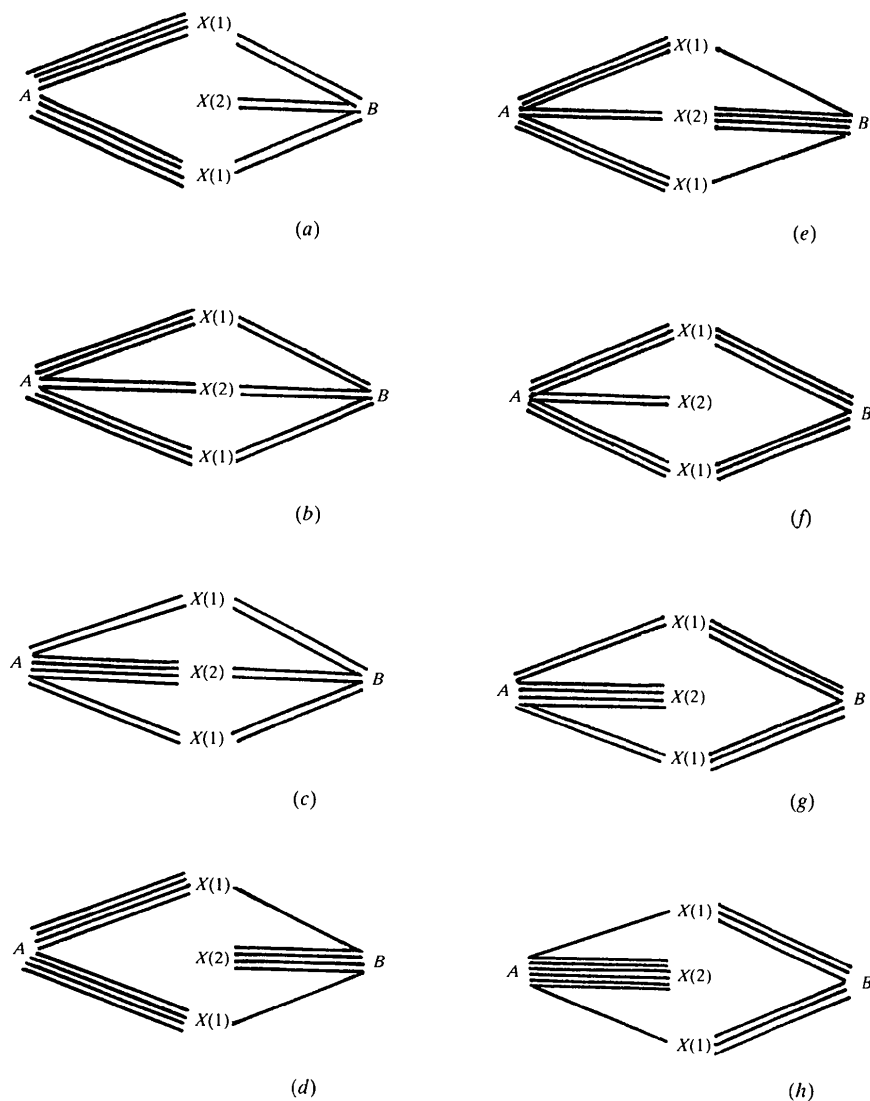 X(1)
A
X(2)
B
X(1)
(a)
X(1)
A
X(2)
B
X(1)
(e)
X(1)
A
X(2)
B
X(1)
(b)
X(1)
A
X(2)
B
X(1)
(f)
X(1)
A
X(2)
B
X(1)
(c)
X(1)
A
X(2)
B
X(1)
(g)
X(1)
A
X(2)
B
X(1)
(d)
X(1)
A
X(2)
B
X(1)
(h)